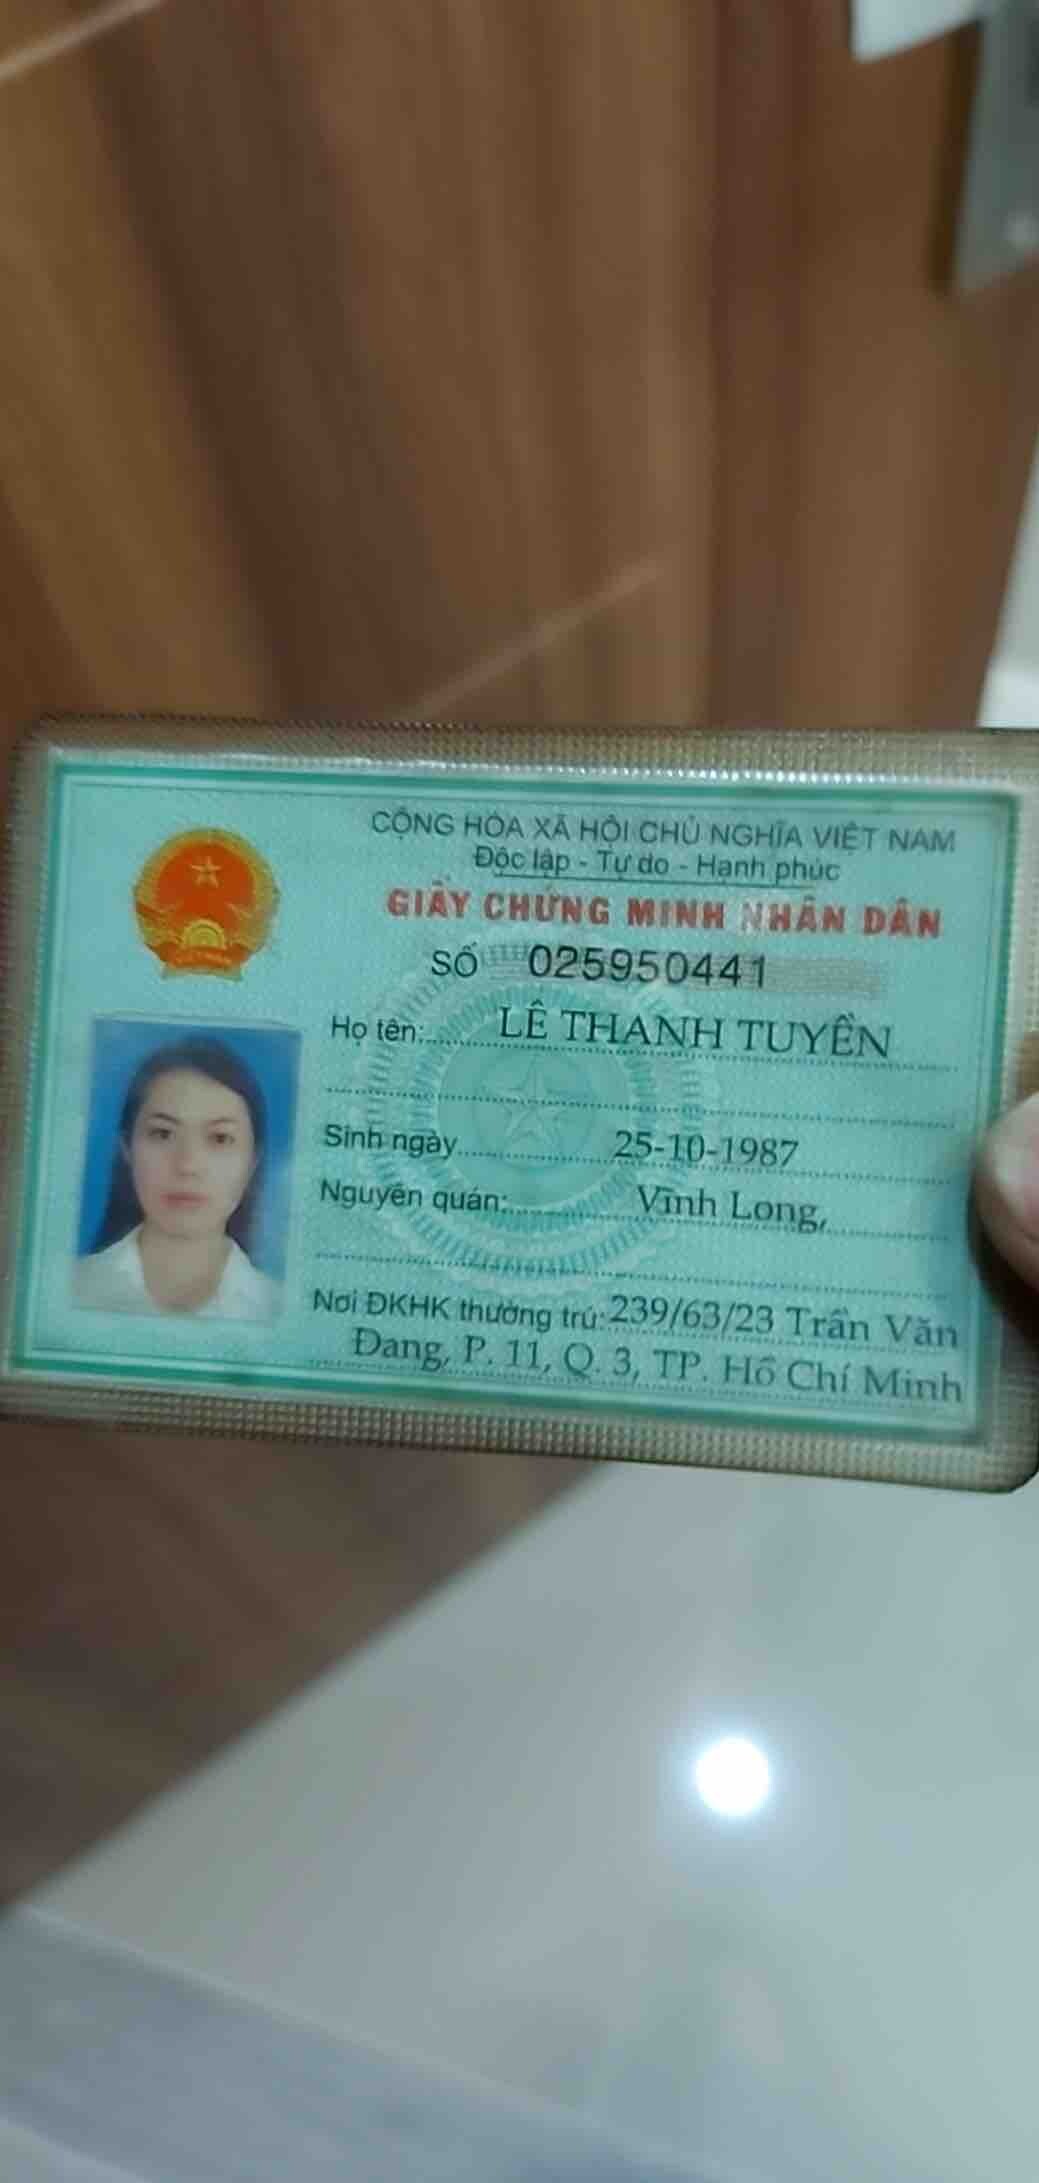 CỘNG HÒA XÃ HỘI CHỦ NGHĨA VIỆT NAM
Độc lập - Tự do - Hạnh phúc
GIẤY CHỨNG MINH NHÂN DÂN
SỐ 025950441
Họ tên: LÊ THANH TUYỀN
Sinh ngày 25-10-1987
Nguyên quán: Vĩnh Long,
Nơi ĐKHK thường trú: 239/63/23 Trần Văn
Đang, P. 11, Q. 3, TP. Hồ Chí Minh